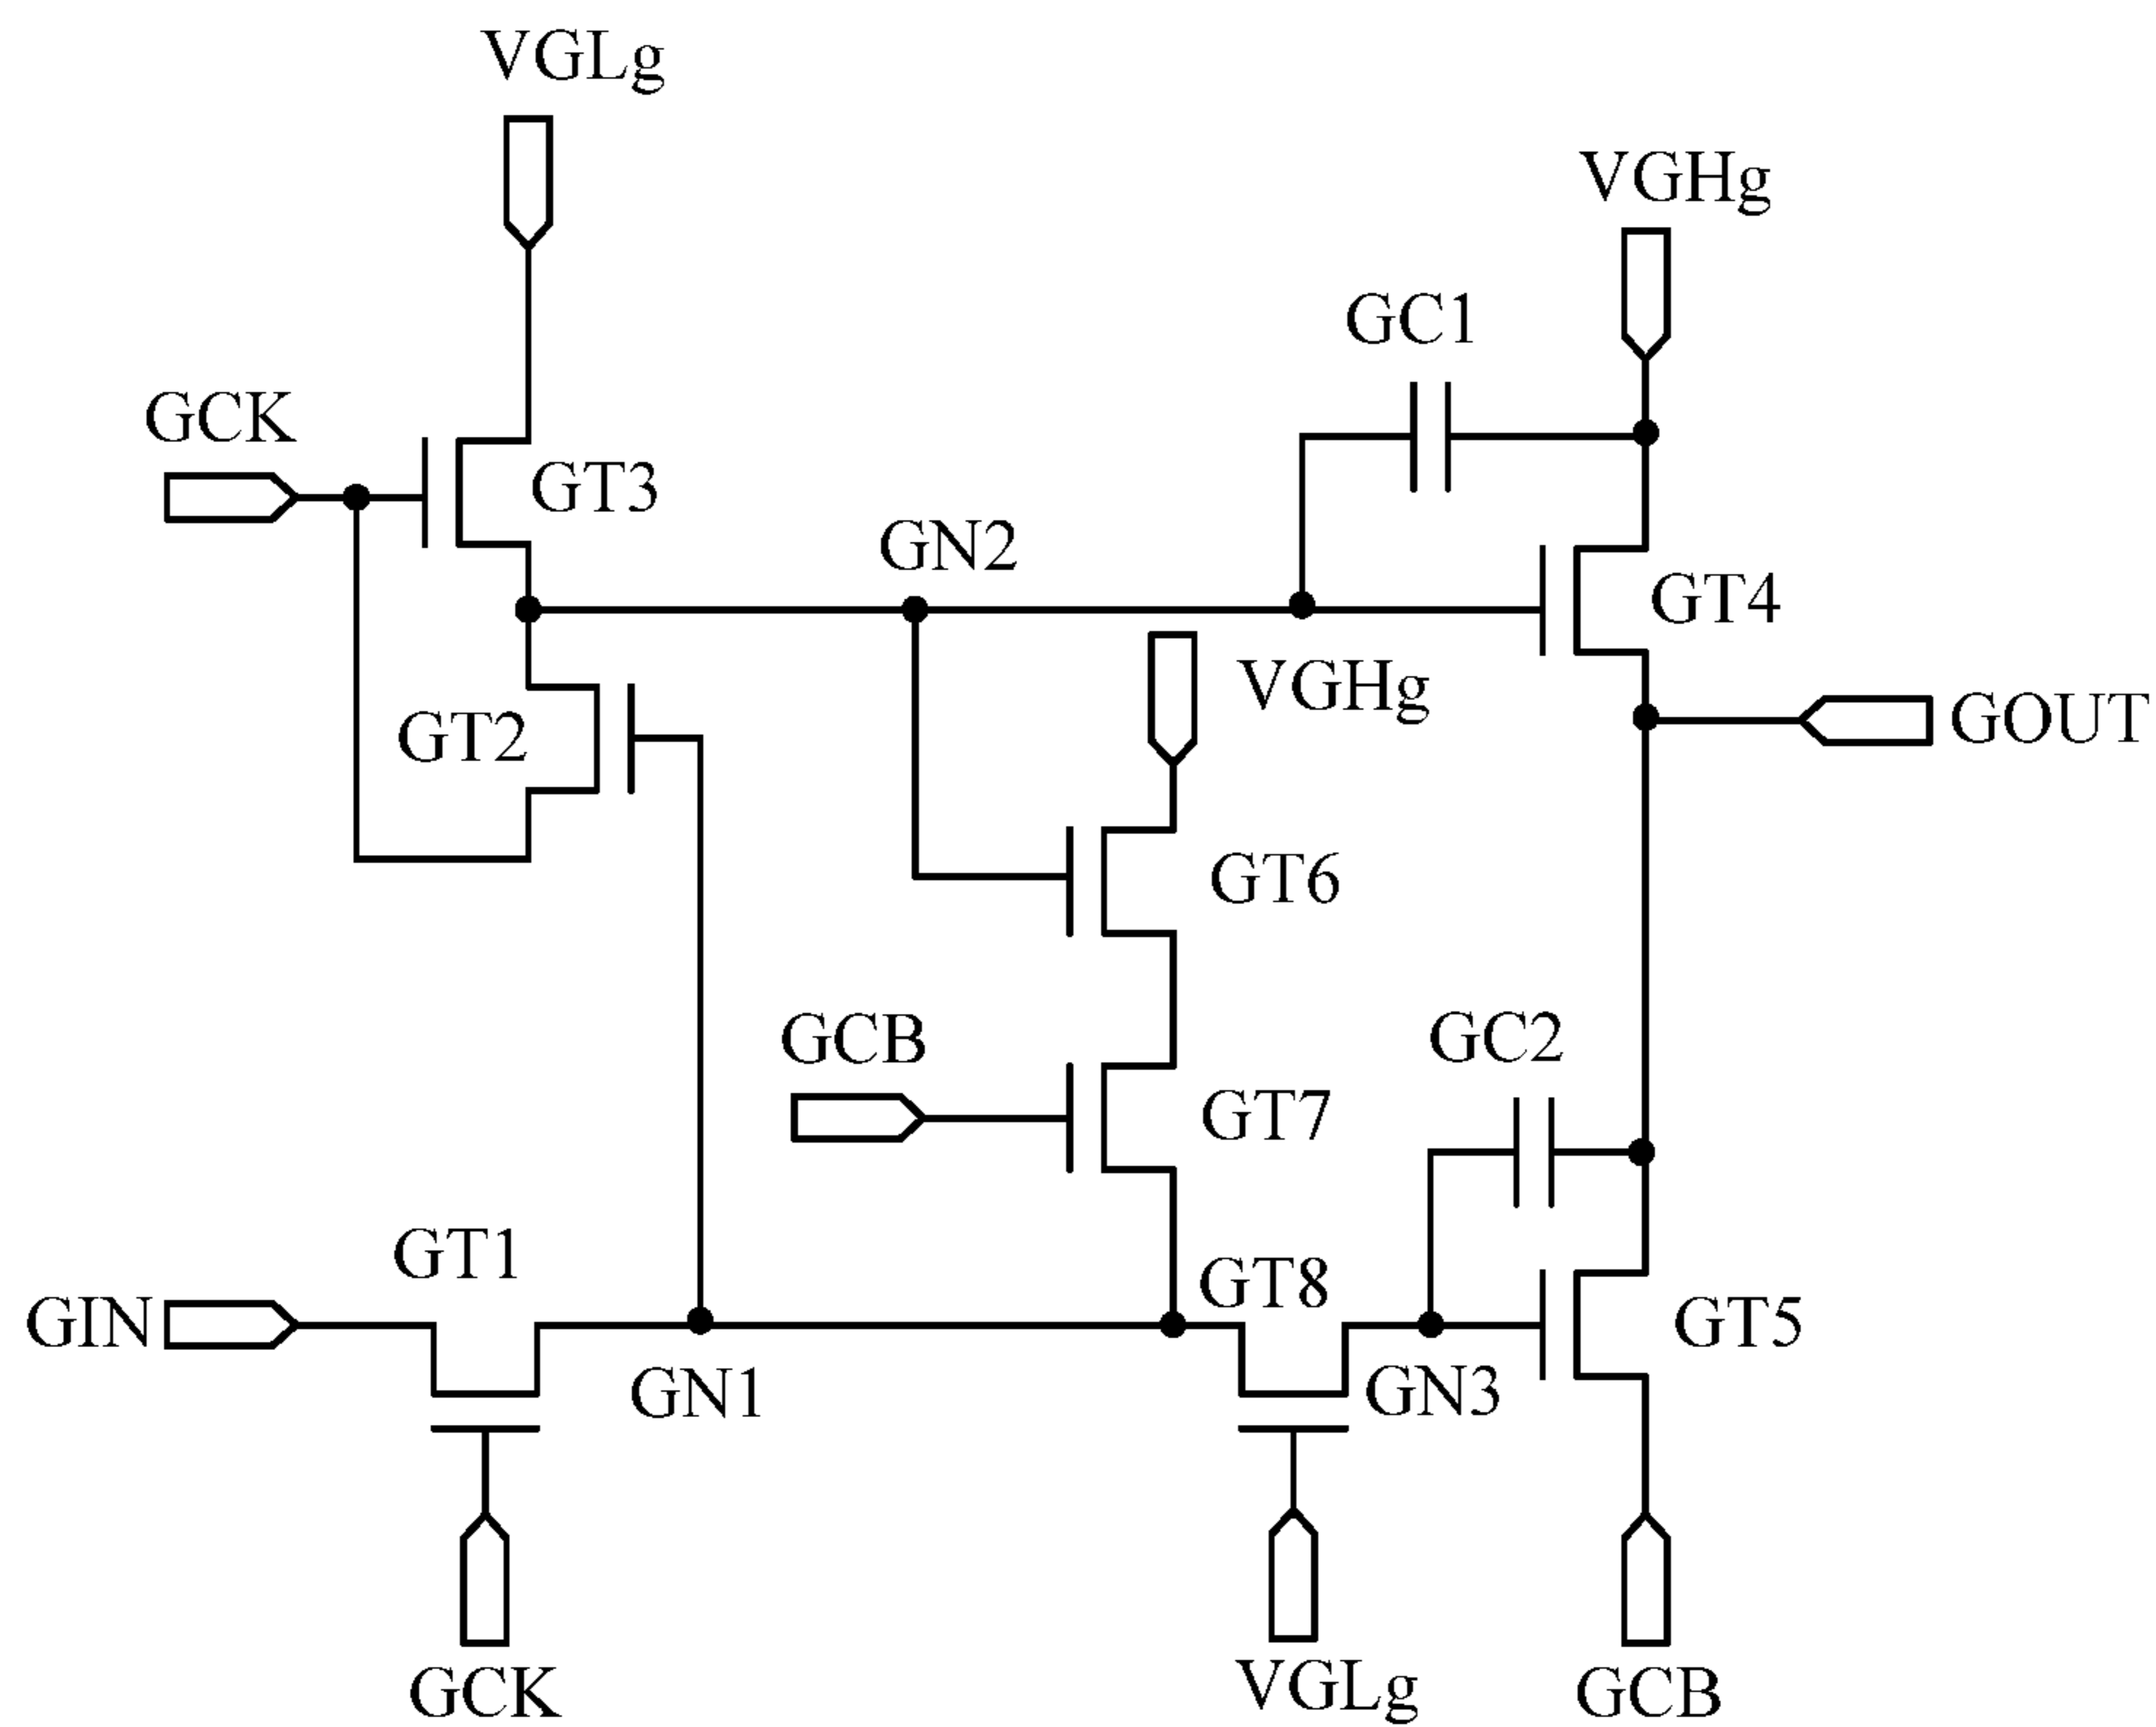 VGLg
VGHg
GC1
GCK
GT3
GN2
GT4
VGHg
GOUT
GT2
GT6
GCB
GC2
GT7
GT1
GT8
GIN
GT5
GN1
GN3
GCK
VGLg
GCB